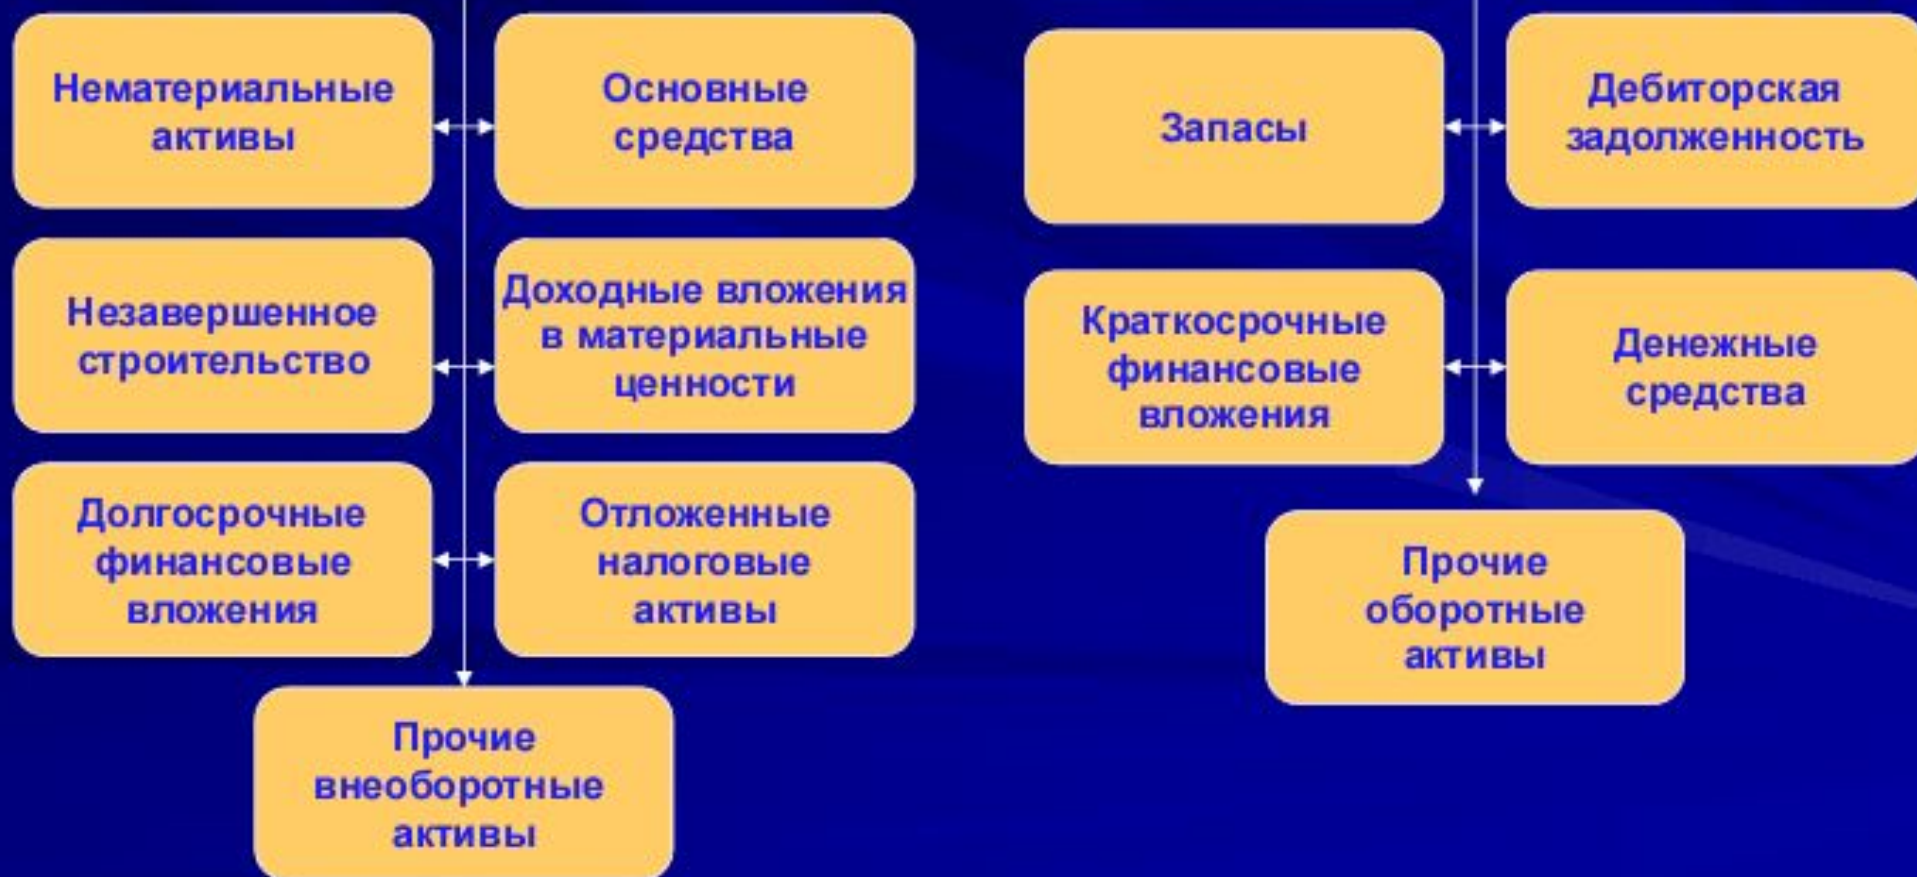 Нематериальные
активы
Основные
средства
Незавершенное
строительство
Доходные вложения
в материальные
ценности
Долгосрочные
финансовые
вложения
Отложенные
налоговые
активы
Прочие
внеоборотные
активы
Запасы
Дебиторская
задолженность
Краткосрочные
финансовые
вложения
Денежные
средства
Прочие
оборотные
активы